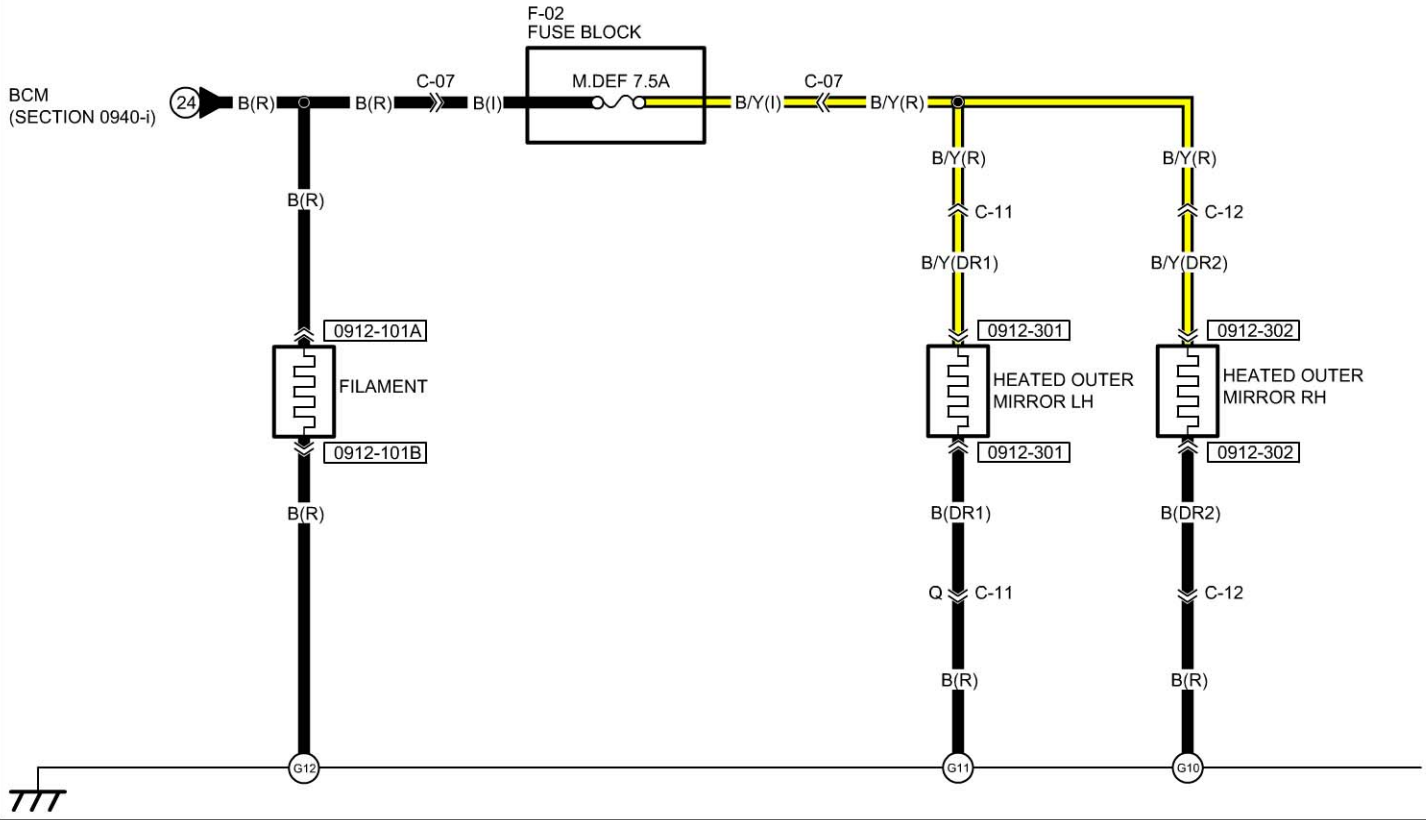 F-02
FUSE BLOCK
BCM
(SECTION 0940-i)
24
B(R)
B(R)
C-07
B(I)
M.DEF 7.5A
B/Y(I)
C-07
B/Y(R)
B(R)
B/Y(R)
B/Y(R)
C-11
C-12
B/Y(DR1)
B/Y(DR2)
0912-101A
0912-301
0912-302
FILAMENT
HEATED OUTER
MIRROR LH
HEATED OUTER
MIRROR RH
0912-101B
0912-301
0912-302
B(R)
B(DR1)
B(DR2)
Q
C-11
C-12
B(R)
B(R)
G12
G11
G10